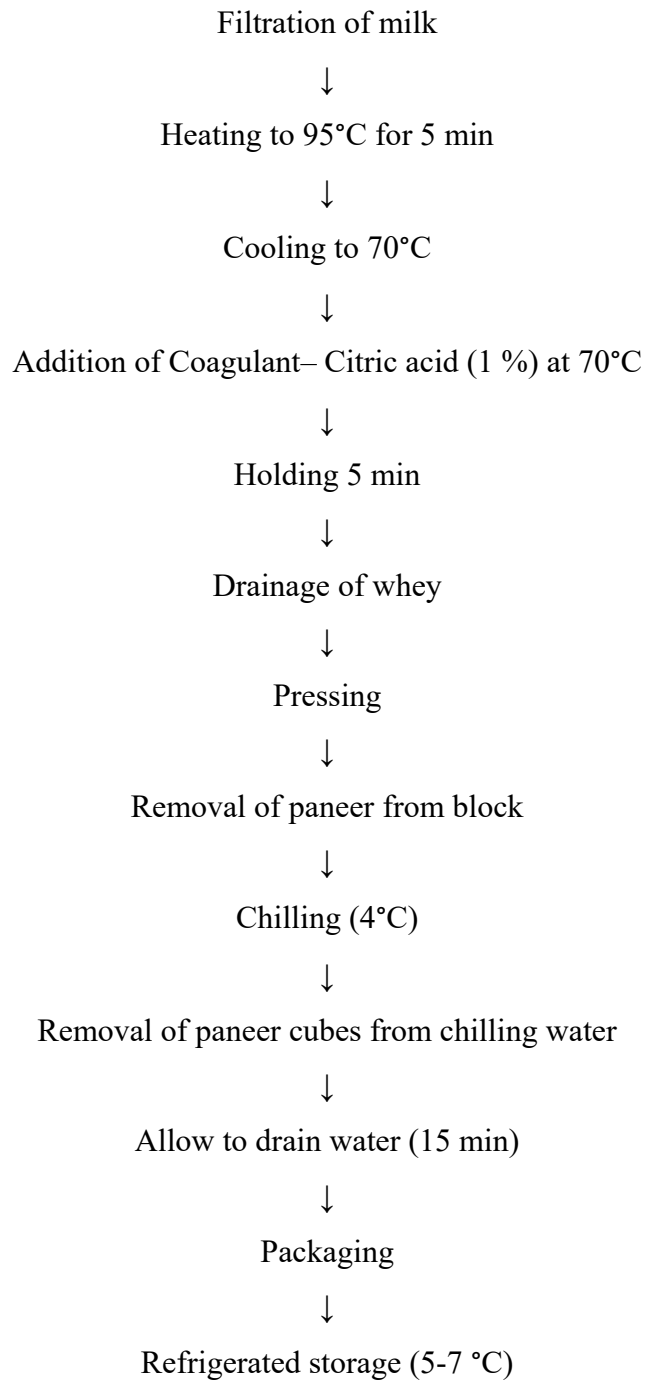 Filtration of milk
↓
Heating to 95°C for 5 min
↓
Cooling to 70°C
↓
Addition of Coagulant– Citric acid (1 %) at 70°C
↓
Holding 5 min
↓
Drainage of whey
↓
Pressing
↓
Removal of paneer from block
↓
Chilling (4°C)
↓
Removal of paneer cubes from chilling water
↓
Allow to drain water (15 min)
↓
Packaging
↓
Refrigerated storage (5-7 °C)